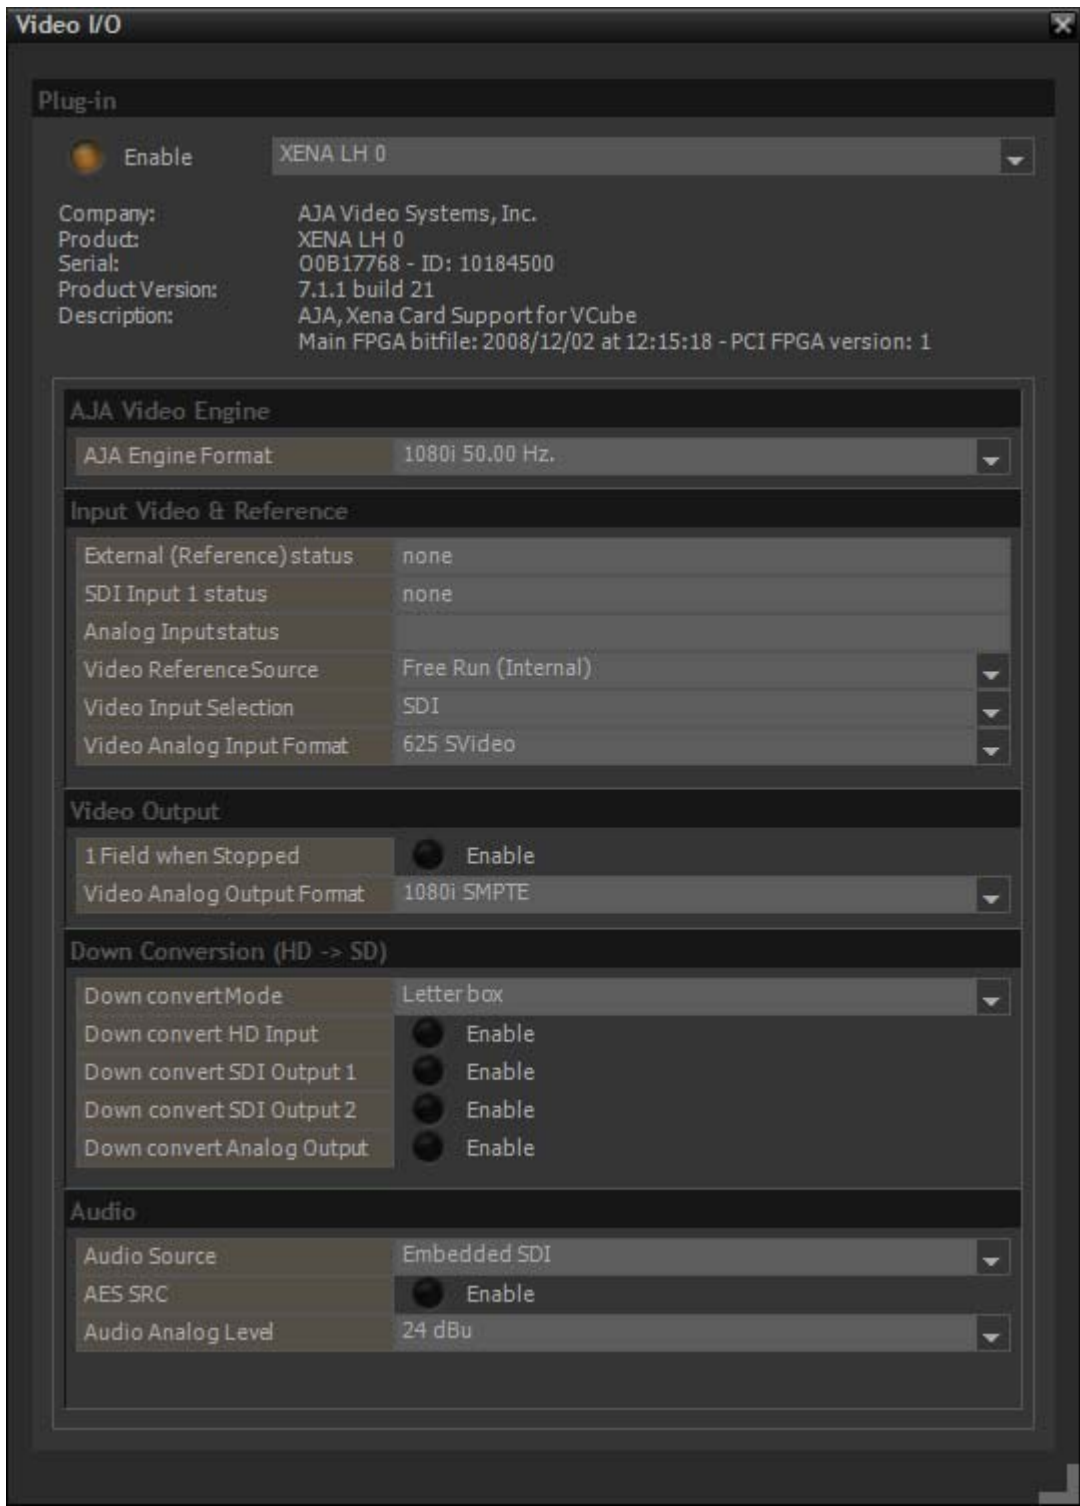 Video I/O
Plug-in
Enable XENA LH 0
Company: AJA Video Systems, Inc.
Product: XENA LH 0
Serial: O0B17768 - ID: 10184500
Product Version: 7.1.1 build 21
Description: AJA, Xena Card Support for VCube
Main FPGA bitfile: 2008/12/02 at 12:15:18 - PCI FPGA version: 1
AJA Video Engine
AJA Engine Format 1080i 50.00 Hz.
Input Video & Reference
External (Reference) status none
SDI Input 1 status none
Analog Input status
Video Reference Source Free Run (Internal)
Video Input Selection SDI
Video Analog Input Format 625 SVideo
Video Output
1 Field when Stopped Enable
Video Analog Output Format 1080i SMPTE
Down Conversion (HD -> SD)
Down convert Mode Letter box
Down convert HD Input Enable
Down convert SDI Output 1 Enable
Down convert SDI Output 2 Enable
Down convert Analog Output Enable
Audio
Audio Source Embedded SDI
AES SRC Enable
Audio Analog Level 24 dBu